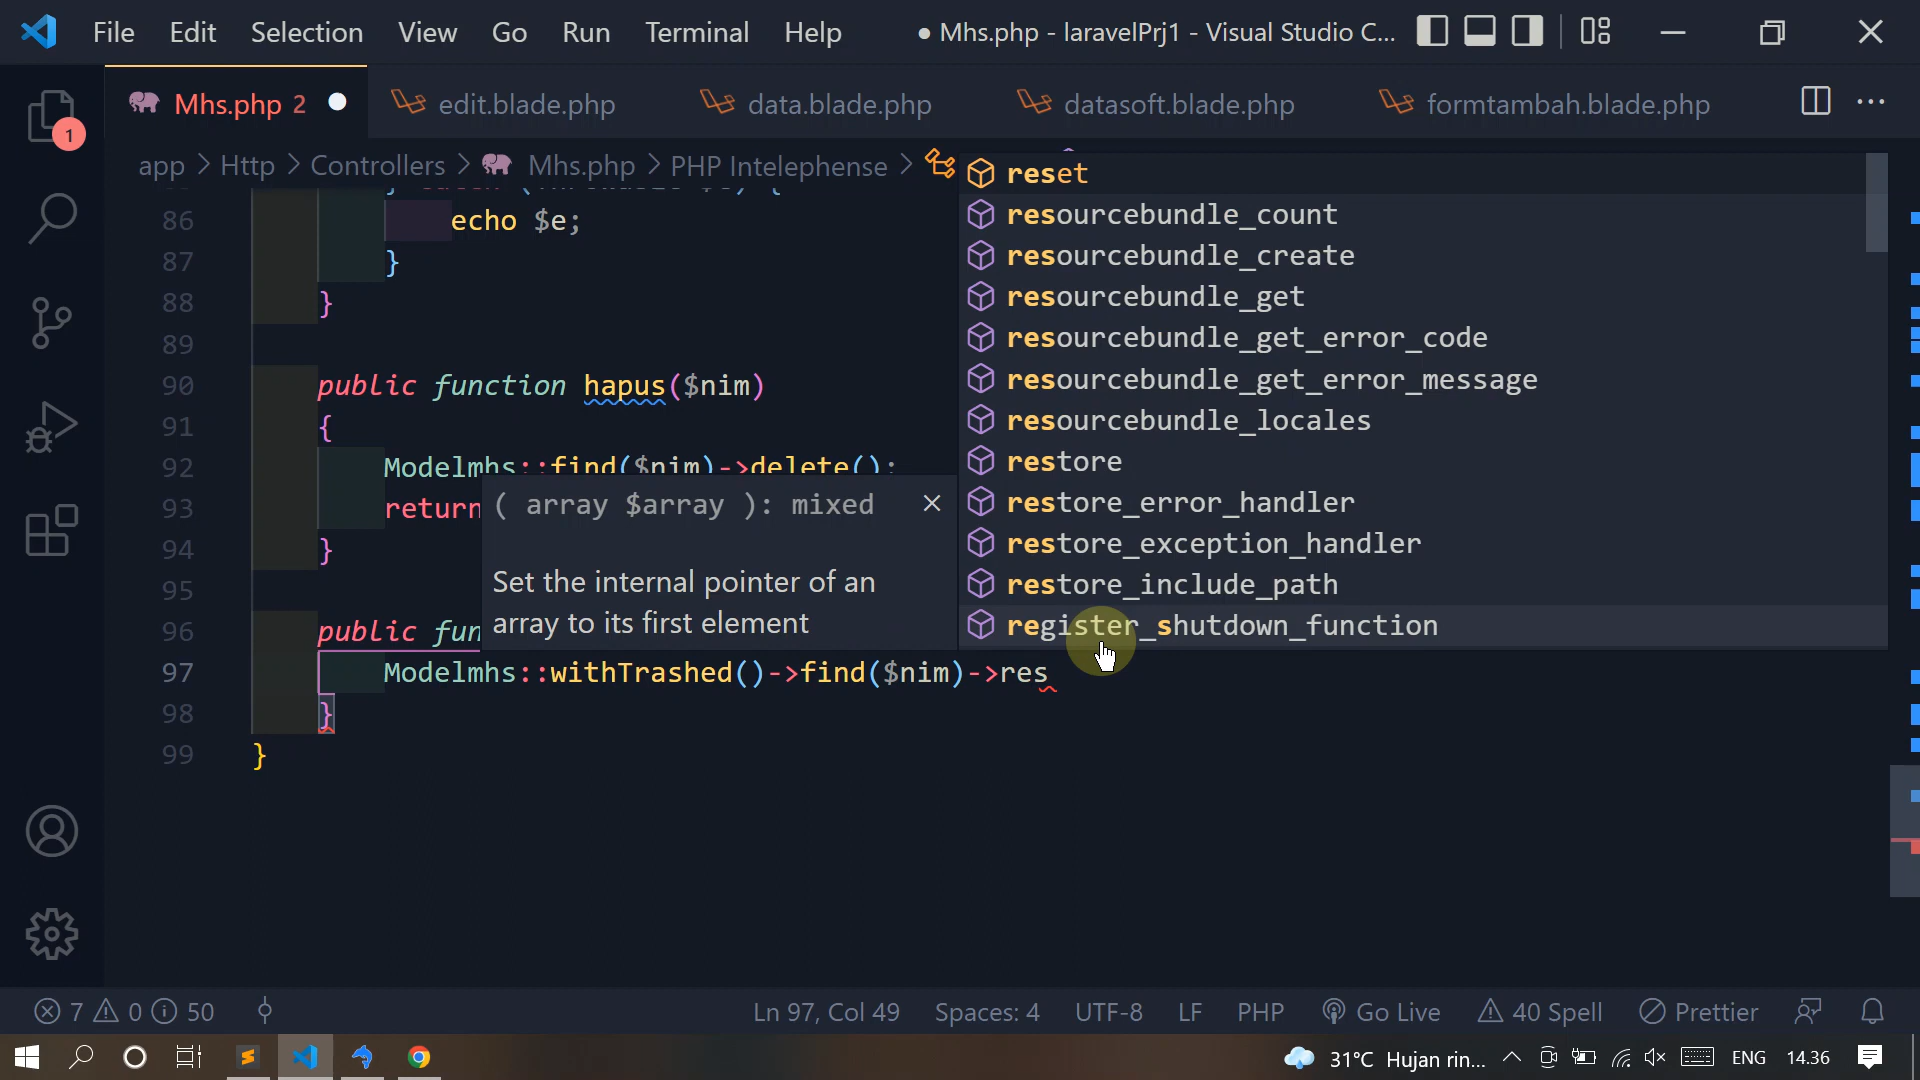 File Edit Selection View Go Run Terminal Help ● Mhs.php - laravelPrj1 - Visual Studio C...
Mhs.php 2 ● edit.blade.php data.blade.php datasoft.blade.php formtambah.blade.php ...
app > Http > Controllers > Mhs.php > PHP Intelephense >
1
86 echo $e;
87 }
88 }
89
90 public function hapus($nim)
91 {
92 Modelmhs::find($nim)->delete();
93 return
94 }
95
96 public fun
97 Modelmhs::withTrashed()->find($nim)->res
98 }
99 }
( array $array ): mixed
Set the internal pointer of an
array to its first element
reset
resourcebundle_count
resourcebundle_create
resourcebundle_get
resourcebundle_get_error_code
resourcebundle_get_error_message
resourcebundle_locales
restore
restore_error_handler
restore_exception_handler
restore_include_path
register_shutdown_function
7 0 50 Ln 97, Col 49 Spaces: 4 UTF-8 LF PHP Go Live 40 Spell Prettier
31°C Hujan rin... ENG 14.36